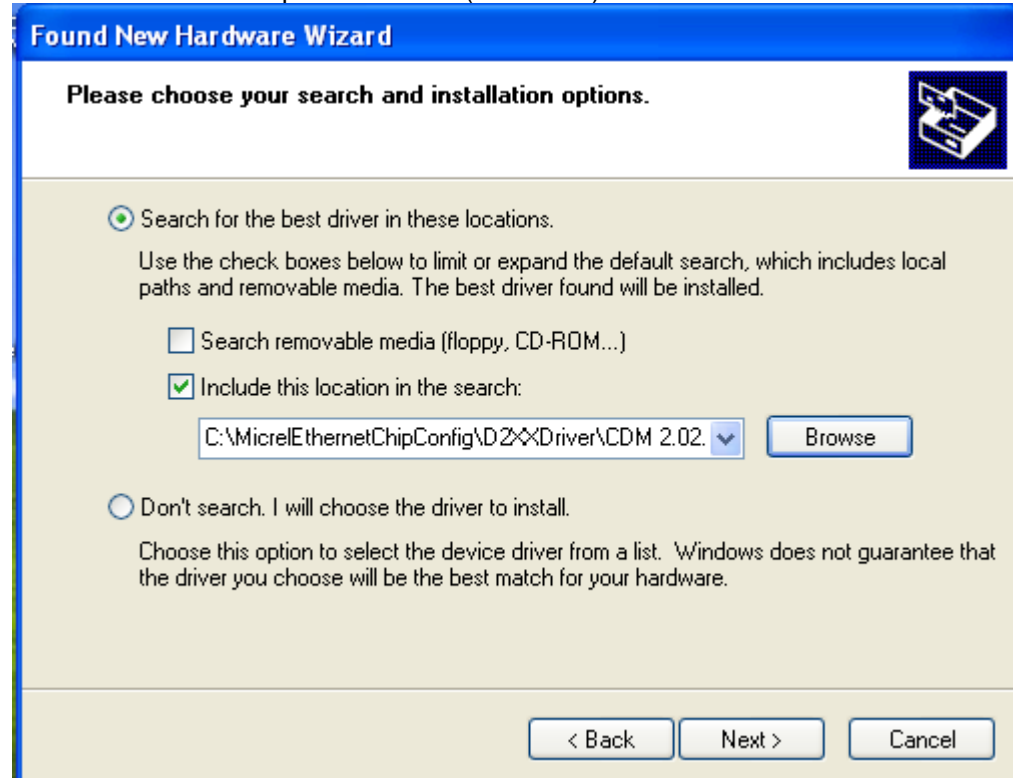 Found New Hardware Wizard
Please choose your search and installation options.
Search for the best driver in these locations.
Use the check boxes below to limit or expand the default search, which includes local
paths and removable media. The best driver found will be installed.
Search removable media (floppy, CD-ROM...)
Include this location in the search:
C:\MicrelEthernetChipConfig\D2XXDriver\CDM 2.02.
Browse
Don't search. I will choose the driver to install.
Choose this option to select the device driver from a list. Windows does not guarantee that
the driver you choose will be the best match for your hardware.
< Back
Next >
Cancel